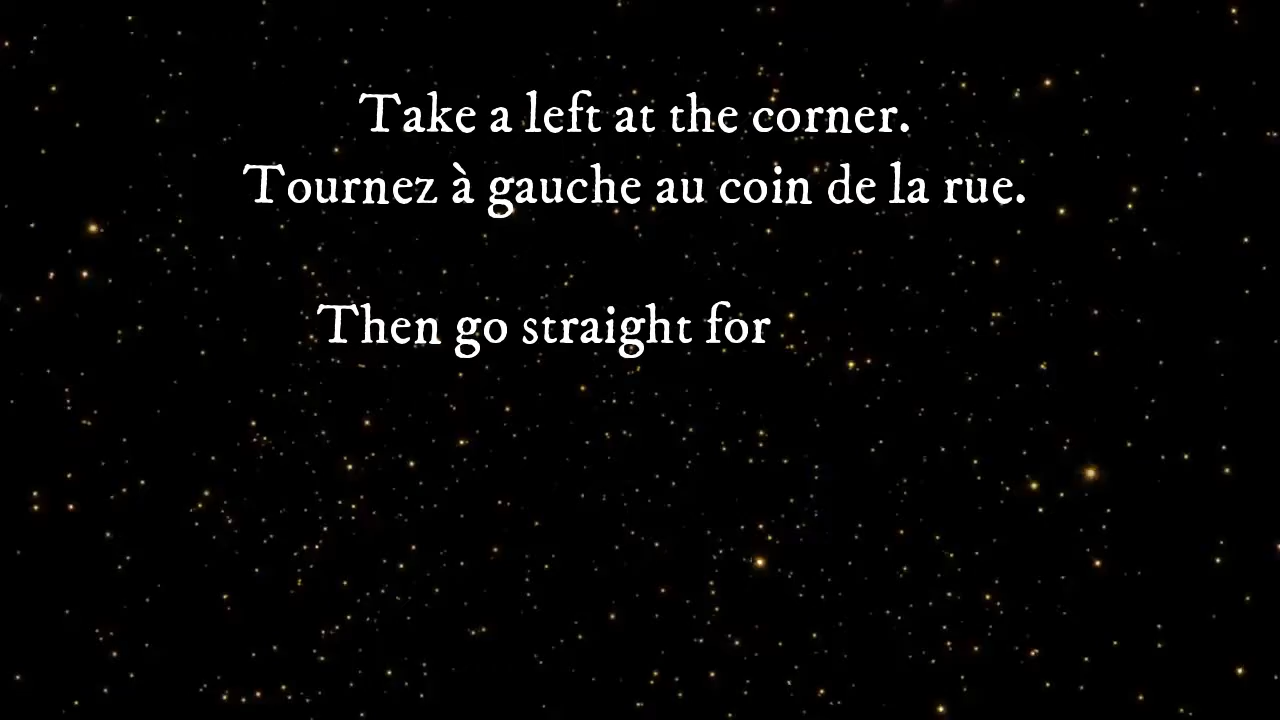 Take a left at the corner.
Tournez à gauche au coin de la rue.
Then go straight for